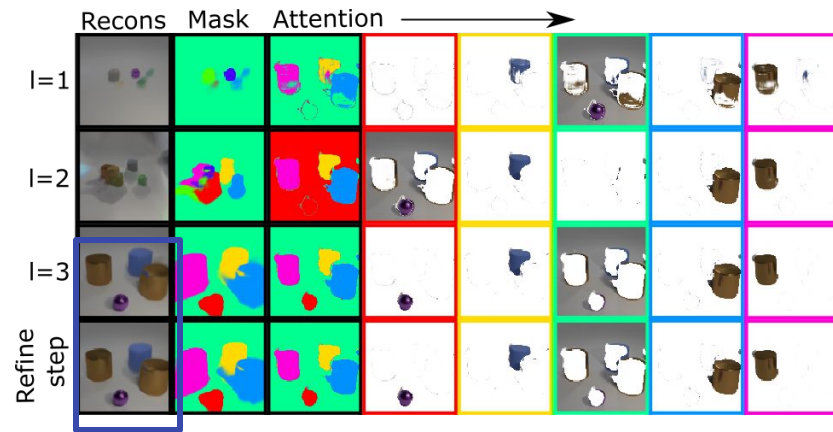 Recons Mask Attention
l=1
l=2
l=3
Refine
step